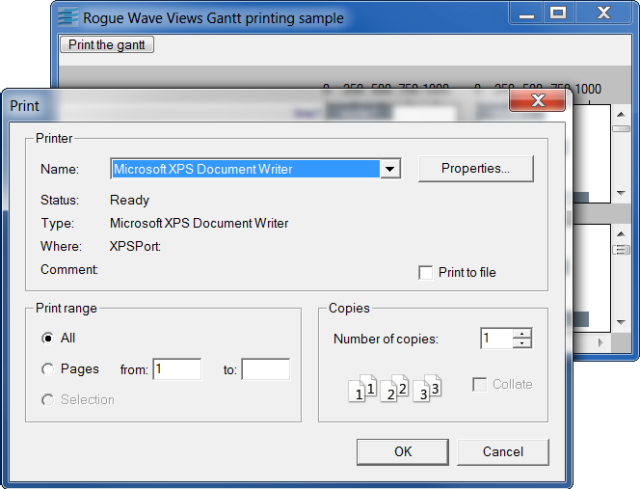 Rogue Wave Views Gantt printing sample
Print the gantt
0 250 500 750 1000 0 250 500 750 1000
Print
Printer
Name: Microsoft XPS Document Writer Properties...
Status: Ready
Type: Microsoft XPS Document Writer
Where: XPSPort:
Comment:
Print to file
Print range
All
Pages from: 1 to:
Selection
Copies
Number of copies: 1
1 1 2 2 3 3
Collate
OK Cancel